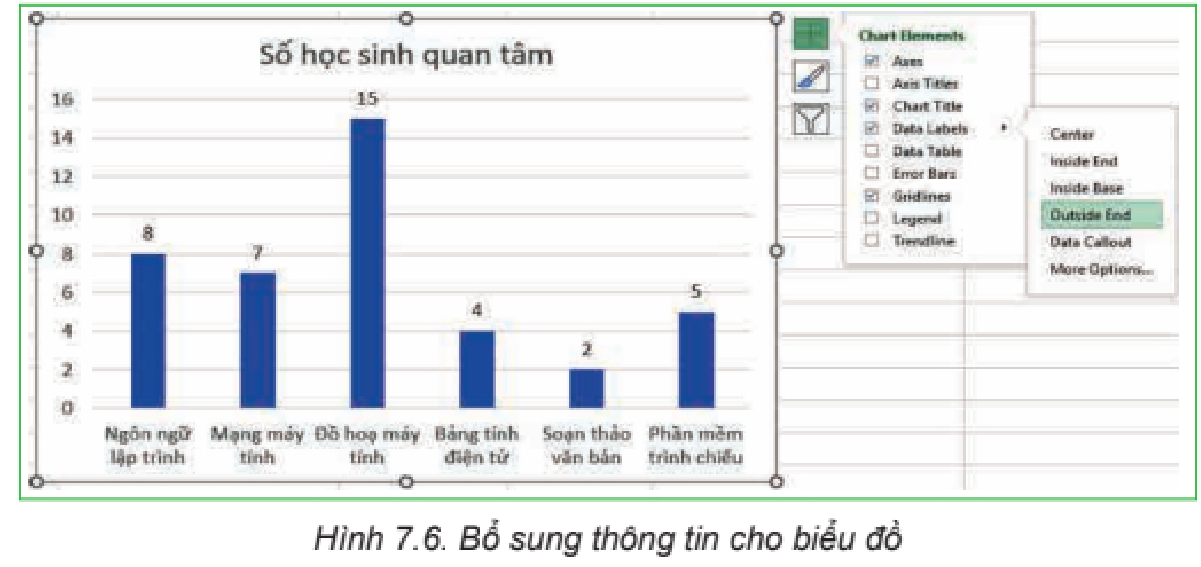 Số học sinh quan tâm
16
14
12
10
8
6
4
2
0
8
7
15
4
2
5
Ngôn ngữ lập trình
Mạng máy tính
Đồ hoạ máy tính
Bảng tính điện tử
Soạn thảo văn bản
Phần mềm trình chiếu
Chart Elements
Axes
Axis Titles
Chart Title
Data Labels
Data Table
Error Bars
Gridlines
Legend
Trendline
Center
Inside End
Inside Base
Outside End
Data Callout
More Options...
Hình 7.6. Bổ sung thông tin cho biểu đồ